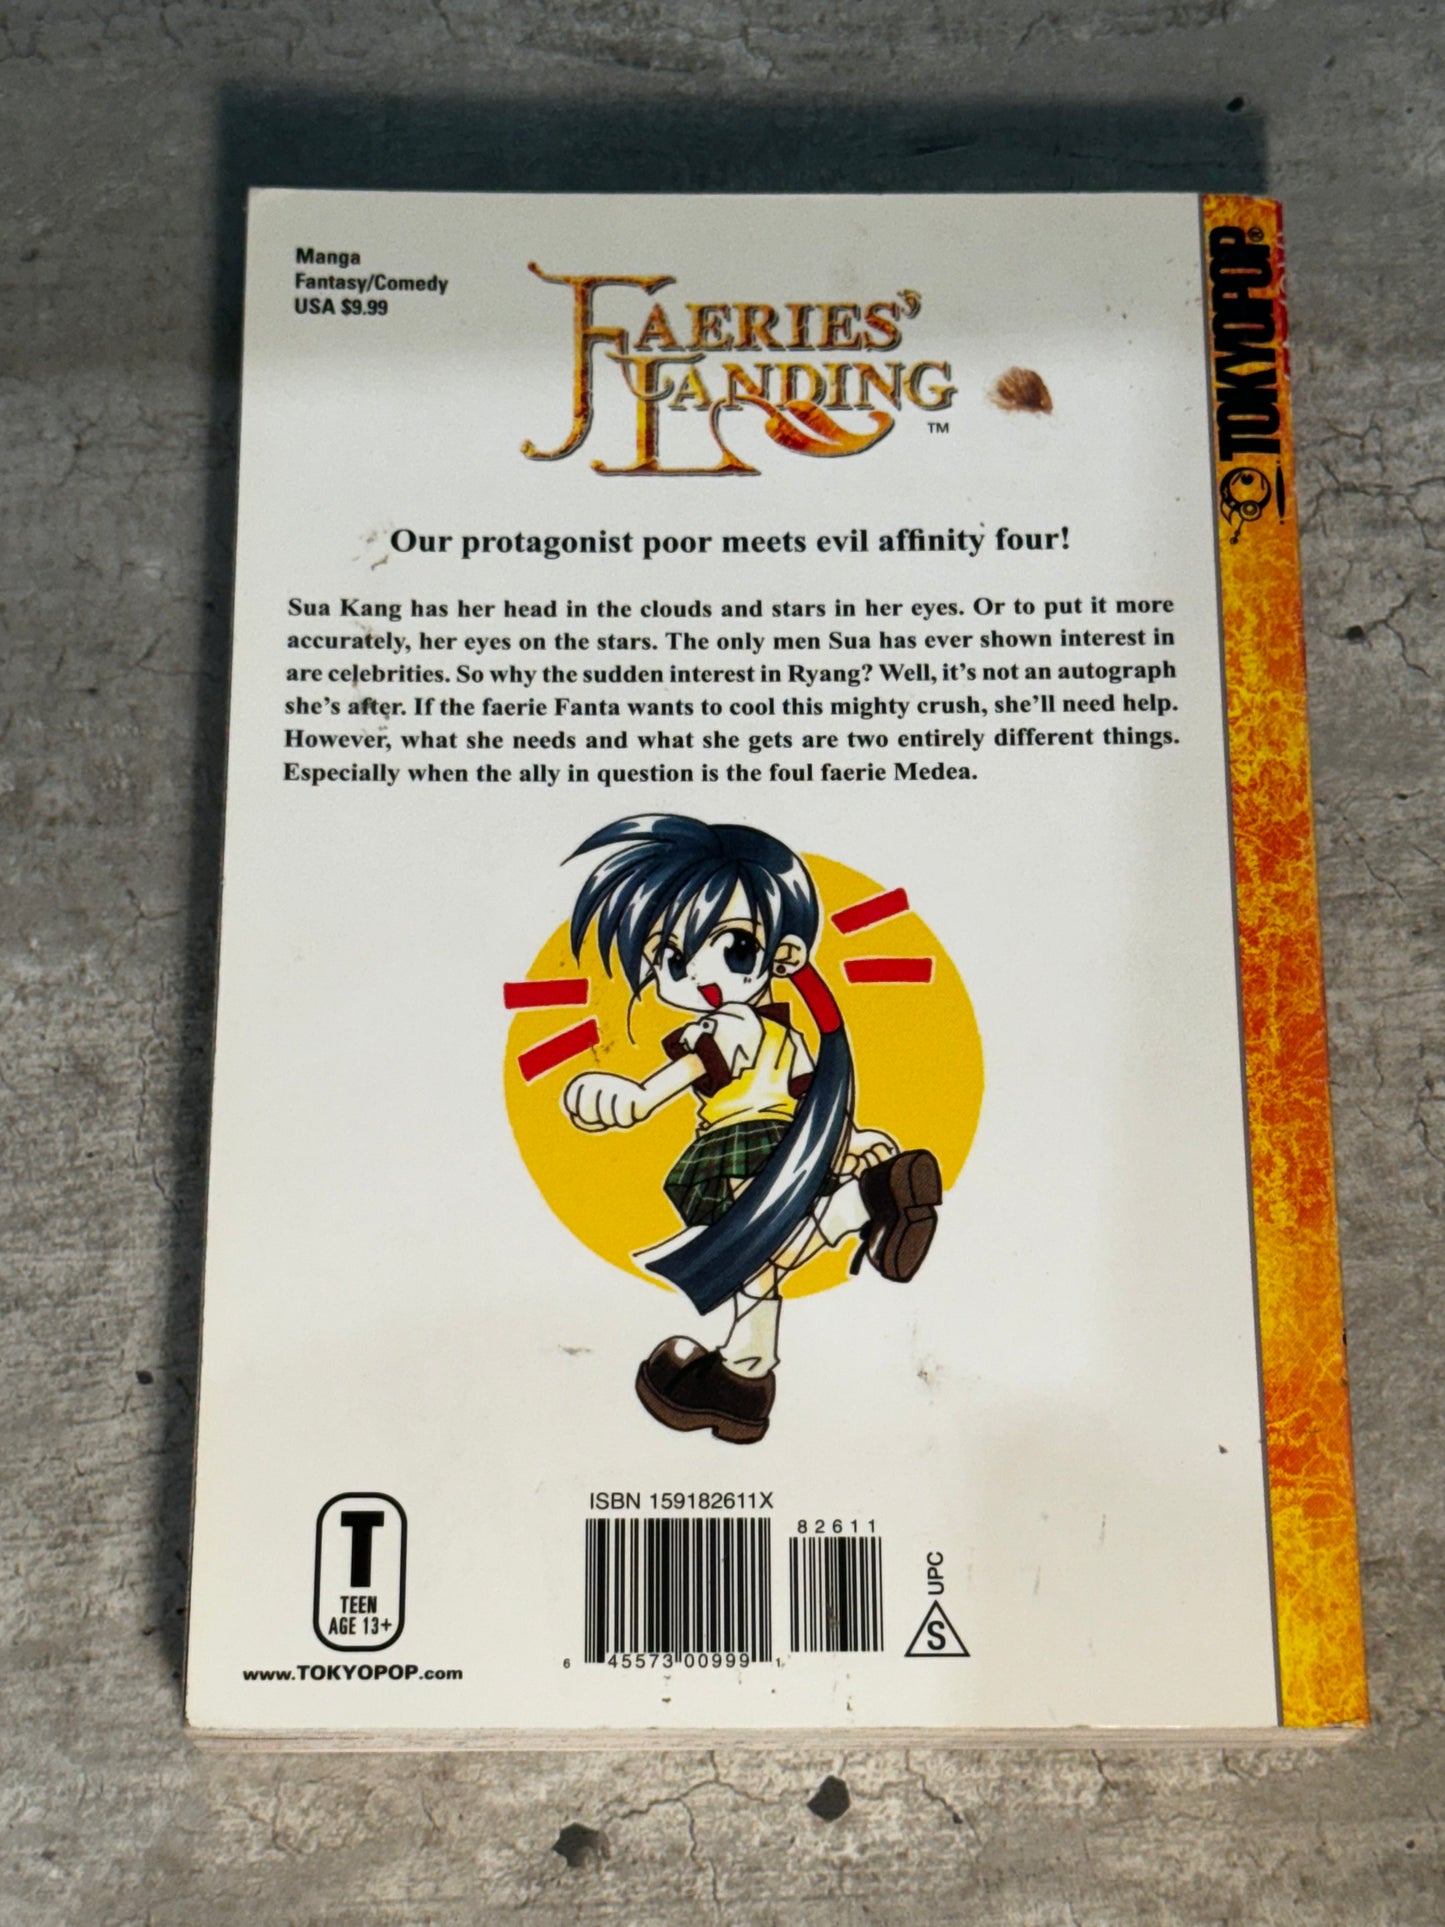 Manga
Fantasy/Comedy
USA $9.99
FAERIES'
LANDING
TM
TOKYOPOP®
Our protagonist poor meets evil affinity four!
Sua Kang has her head in the clouds and stars in her eyes. Or to put it more
accurately, her eyes on the stars. The only men Sua has ever shown interest in
are celebrities. So why the sudden interest in Ryang? Well, it's not an autograph
she's after. If the faerie Fanta wants to cool this mighty crush, she'll need help.
However, what she needs and what she gets are two entirely different things.
Especially when the ally in question is the foul faerie Medea.
T
TEEN
AGE 13+
www.TOKYOPOP.com
ISBN 159182611X
82611
6 45573 00999 1
UPC
S